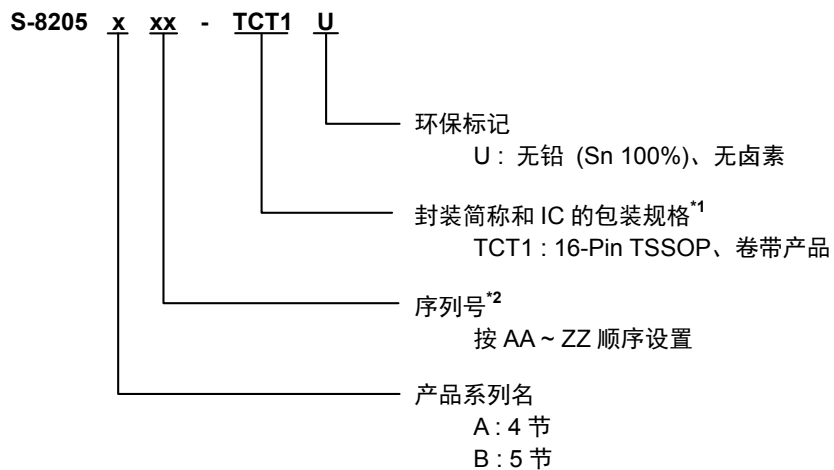 S-8205 x xx - TCT1 U
环保标记
U : 无铅 (Sn 100%)、无卤素
封装简称和 IC 的包装规格*1
TCT1 : 16-Pin TSSOP、卷带产品
序列号*2
按 AA ~ ZZ 顺序设置
产品系列名
A : 4 节
B : 5 节